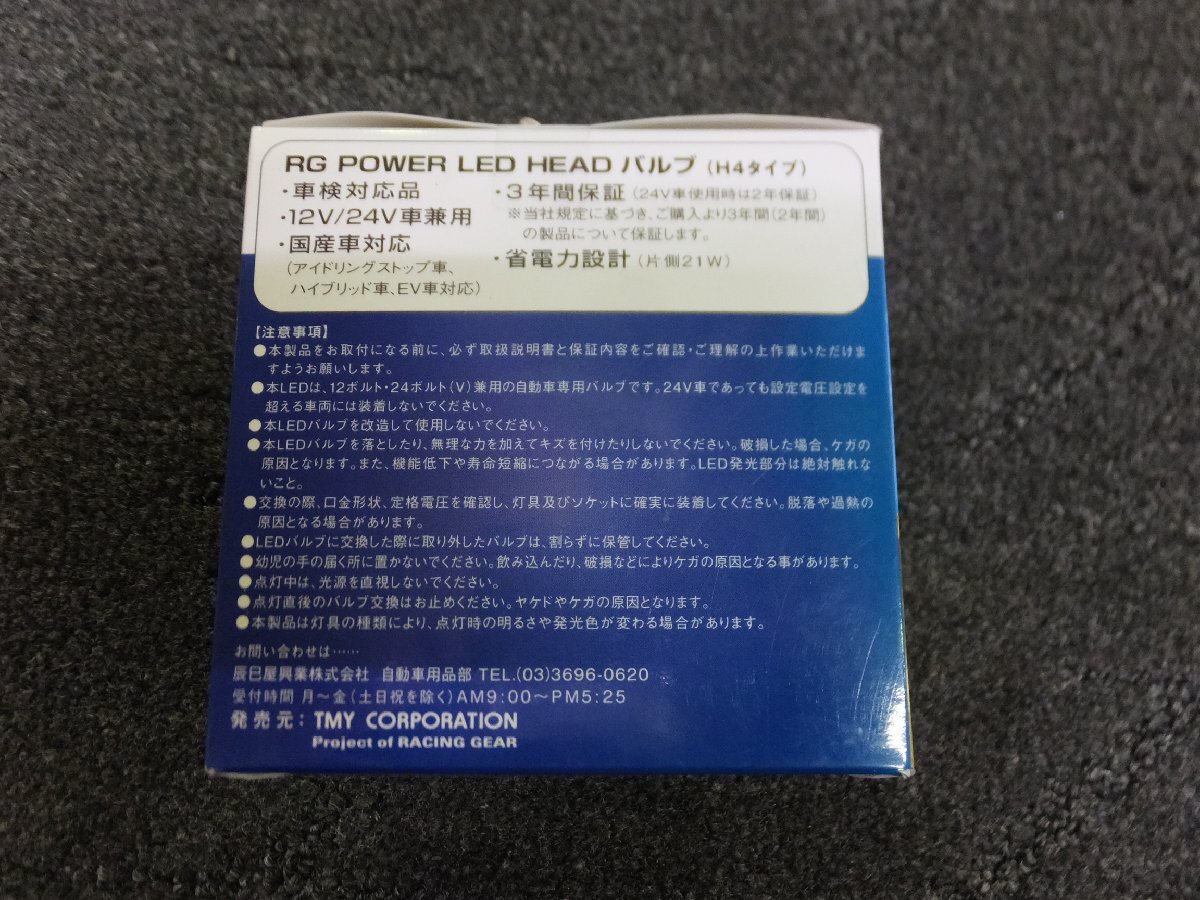 RG POWER LED HEAD バルブ (H4タイプ)
・車検対応品
・12V/24V車兼用
・国産車対応
(アイドリングストップ車、
ハイブリッド車、EV車対応)
・3年間保証(24V車使用時は2年保証)
※当社規定に基づき、ご購入より3年間(2年間)
の製品について保証します。
・省電力設計(片側21W)
【注意事項】
●本製品をお取付になる前に、必ず取扱説明書と保証内容をご確認・ご理解の上作業いただけま
すようお願いします。
●本LEDは、12ボルト・24ボルト(V)兼用の自動車専用バルブです。24V車であっても設定電圧設定を
超える車両には装着しないでください。
●本LEDバルブを改造して使用しないでください。
●本LEDバルブを落としたり、無理な力を加えてキズを付けたりしないでください。破損した場合、ケガの
原因となります。また、機能低下や寿命短縮につながる場合があります。LED発光部分は絶対触れな
いこと。
●交換の際、口金形状、定格電圧を確認し、灯具及びソケットに確実に装着してください。脱落や過熱の
原因となる場合があります。
●LEDバルブに交換した際に取り外したバルブは、割らずに保管してください。
●幼児の手の届く所に置かないでください。飲み込んだり、破損などによりケガの原因となる事があります。
●点灯中は、光源を直視しないでください。
●点灯直後のバルブ交換はお止めください。ヤケドやケガの原因となります。
●本製品は灯具の種類により、点灯時の明るさや発光色が変わる場合があります。
お問い合わせは……
辰巳屋興業株式会社 自動車用品部 TEL.(03)3696-0620
受付時間 月〜金(土日祝を除く)AM9:00〜PM5:25
発売元: TMY CORPORATION
Project of RACING GEAR